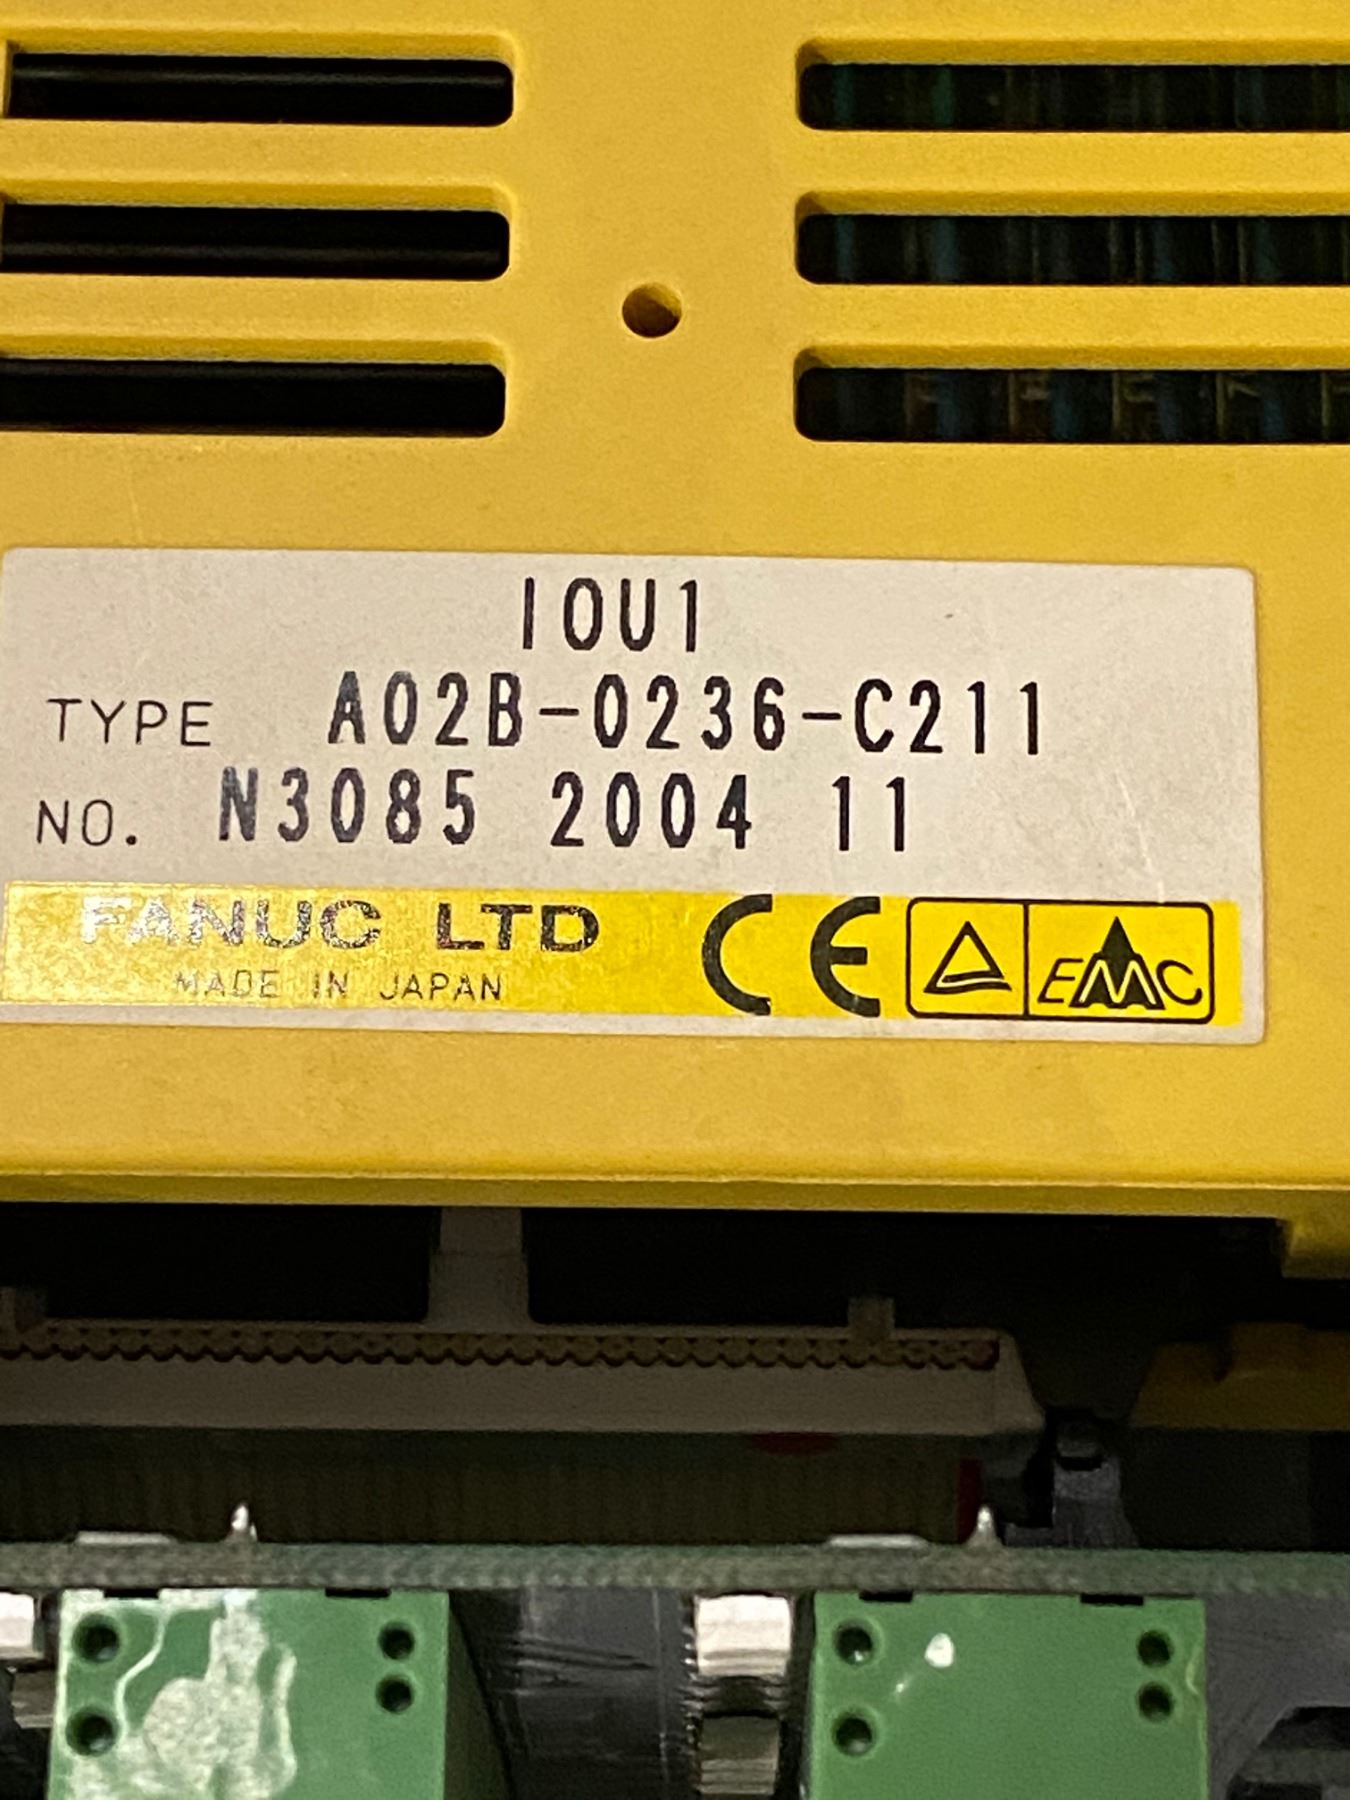 IOU1
TYPE A02B-0236-C211
NO. N3085 2004 11
FANUC LTD
MADE IN JAPAN
CE
EMC